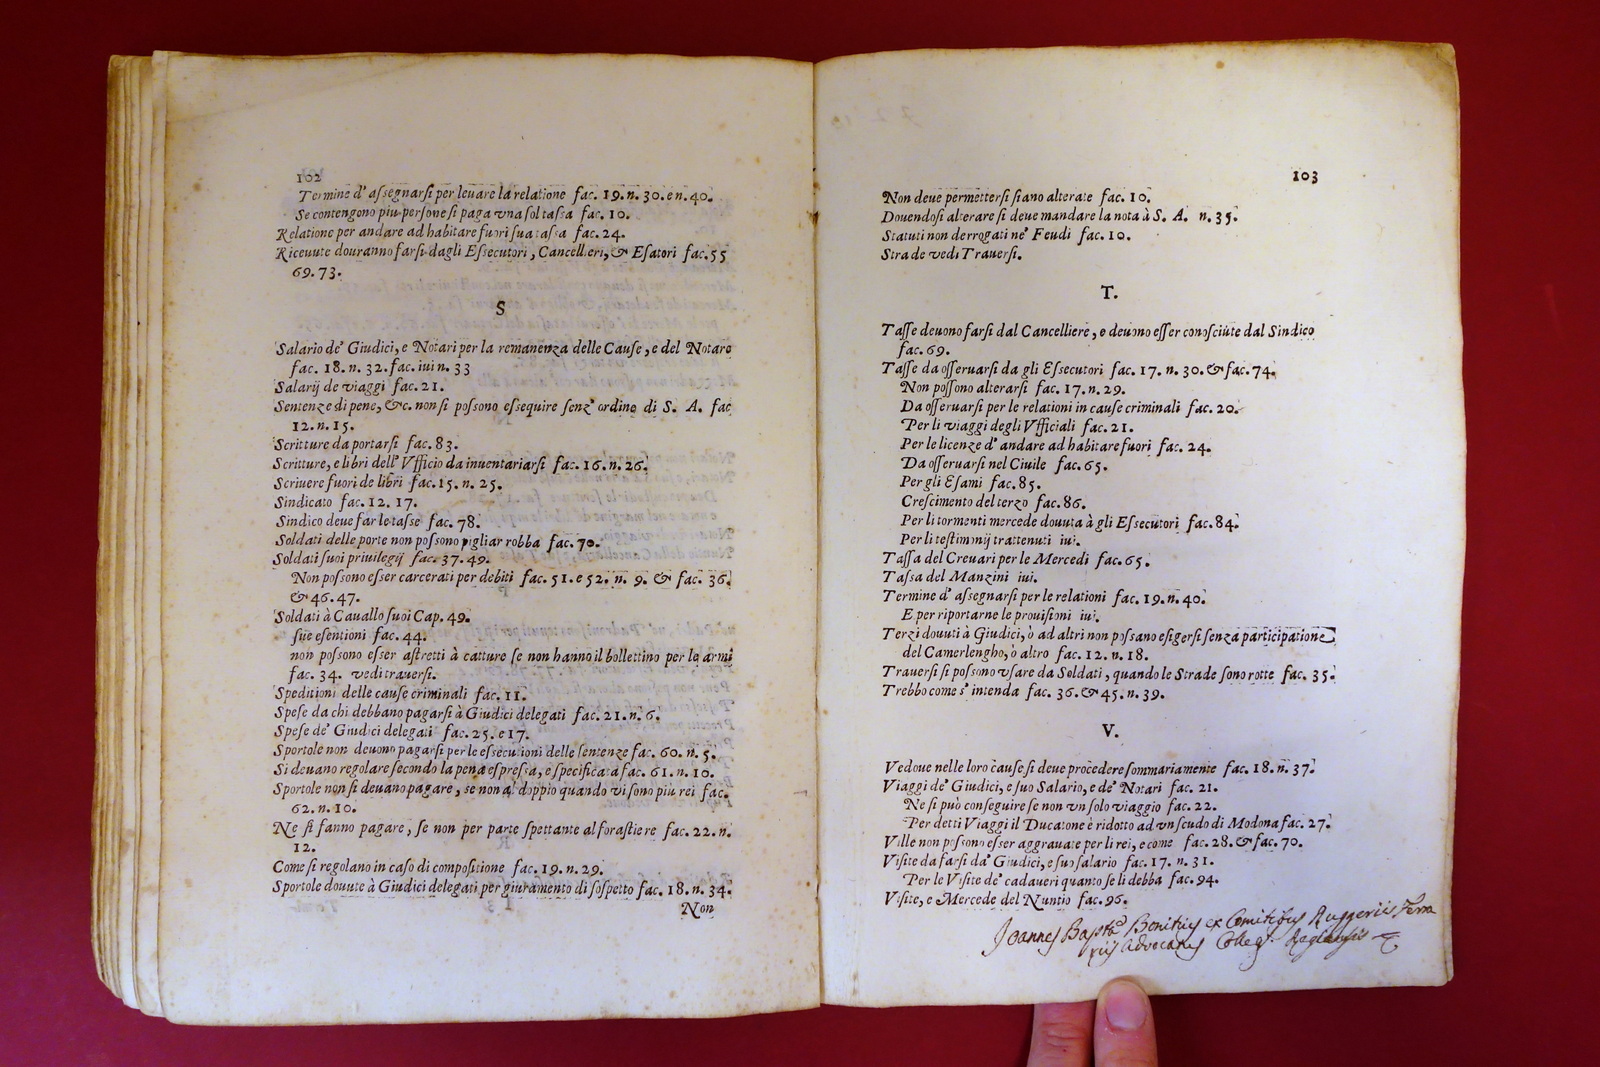 102
Termine d' aſsegnarſi per leuare la relatione fac. 19. n. 30. e n. 40.
Se contengono piu perſone ſi paga vna ſol taſsa fac. 10.
Relatione per andare ad habitare fuori ſua taſsa fac. 24.
Riceuute douranno farſi dagli Eſsecutori, Cancellieri, & Eſatori fac. 55
69. 73.
S
Salario de' Giudici, e Notari per la remanenza delle Cauſe, e del Notaro
fac. 18. n. 32. fac. iui n. 33
Salarij de viaggi fac. 21.
Sentenze di pene, &c. non ſi poſsono eſsequire ſenz' ordine di S. A. fac
12. n. 15.
Scritture da portarſi fac. 83.
Scritture, e libri dell' Vfficio da inuentariarſi fac. 16. n. 26.
Scriuere fuori de libri fac. 15. n. 25.
Sindicato fac. 12. 17.
Sindico deue far le taſse fac. 78.
Soldati delle porte non poſsono pigliar robba fac. 70.
Soldati ſuoi priuilegij fac. 37. 49.
Non poſsono eſser carcerati per debiti fac. 51. e 52. n. 9. & fac. 36.
& 46. 47.
Soldati à Cauallo ſuoi Cap. 49.
ſue eſentioni fac. 44.
non poſsono eſser aſtretti à catture ſe non hanno il bollettino per le armi
fac. 34. vedi trauerſi.
Speditioni delle cauſe criminali fac. 11.
Speſe da chi debbano pagarſi à Giudici delegati fac. 21. n. 6.
Speſe de' Giudici delegati fac. 25. e 17.
Sportole non deuono pagarſi per le eſsecutioni delle ſentenze fac. 60. n. 5.
Si deuano regolare ſecondo la pena eſpreſsa, e ſpecificata fac. 61. n. 10.
Sportole non ſi deuano pagare, ſe non al doppio quando vi ſono piu rei fac.
62. n. 10.
Ne ſi fanno pagare, ſe non per parte ſpettante al foraſtiere fac. 22. n.
12.
Come ſi regolano in caſo di compoſitione fac. 19. n. 29.
Sportole douute à Giudici delegati per giuramento di ſoſpetto fac. 18. n. 34.
Non
103
Non deue permetterſi ſiano alterate fac. 10.
Douendoſi alterare ſi deue mandare la nota à S. A. n. 35.
Statuti non derrogati ne' Feudi fac. 10.
Strade vedi Trauerſi.
T.
Taſſe deuono farſi dal Cancelliere, e deuono eſſer conoſciute dal Sindico
fac. 69.
Taſſe da oſſeruarſi da gli Eſsecutori fac. 17. n. 30. & fac. 74.
Non poſſono alterarſi fac. 17. n. 29.
Da oſſeruarſi per le relationi in cauſe criminali fac. 20.
Per li viaggi degli Vfficiali fac. 21.
Per le licenze d' andare ad habitare fuori fac. 24.
Da oſſeruarſi nel Ciuile fac. 65.
Per gli Eſami fac. 85.
Creſcimento del terzo fac. 86.
Per li tormenti mercede douuta à gli Eſsecutori fac. 84.
Per li teſtimmij trattenuti iui.
Taſſa del Creuari per le Mercedi fac. 65.
Taſsa del Manzini iui.
Termine d' aſsegnarſi per le relationi fac. 19. n. 40.
E per riportarne le prouiſioni iui.
Terzi douuti à Giudici, ò ad altri non poſsano eſigerſi ſenza participatione
del Camerlengho, ò altro fac. 12. n. 18.
Trauerſi ſi poſsono vſare da Soldati, quando le Strade ſono rotte fac. 35.
Trebbo come s' intenda fac. 36. & 45. n. 39.
V.
Vedoue nelle loro cauſe ſi deue procedere ſommariamente fac. 18. n. 37.
Viaggi de' Giudici, e ſuo Salario, e de' Notari fac. 21.
Ne ſi può conſeguire ſe non vn ſolo viaggio fac. 22.
Per detti Viaggi il Ducatone è ridotto ad vn ſcudo di Modona fac. 27.
Ville non poſsono eſser aggrauate per li rei, e come fac. 28. & fac. 70.
Viſite da farſi da' Giudici, e ſuo ſalario fac. 17. n. 31.
Per le Viſite de' cadaueri quanto ſe li debba fac. 94.
Viſite, e Mercede del Nuntio fac. 96.
Joannes Bapta Benitius ex Comitibus Ruggerijs Ferra
rijs Advocatus Colleg. Regiensis